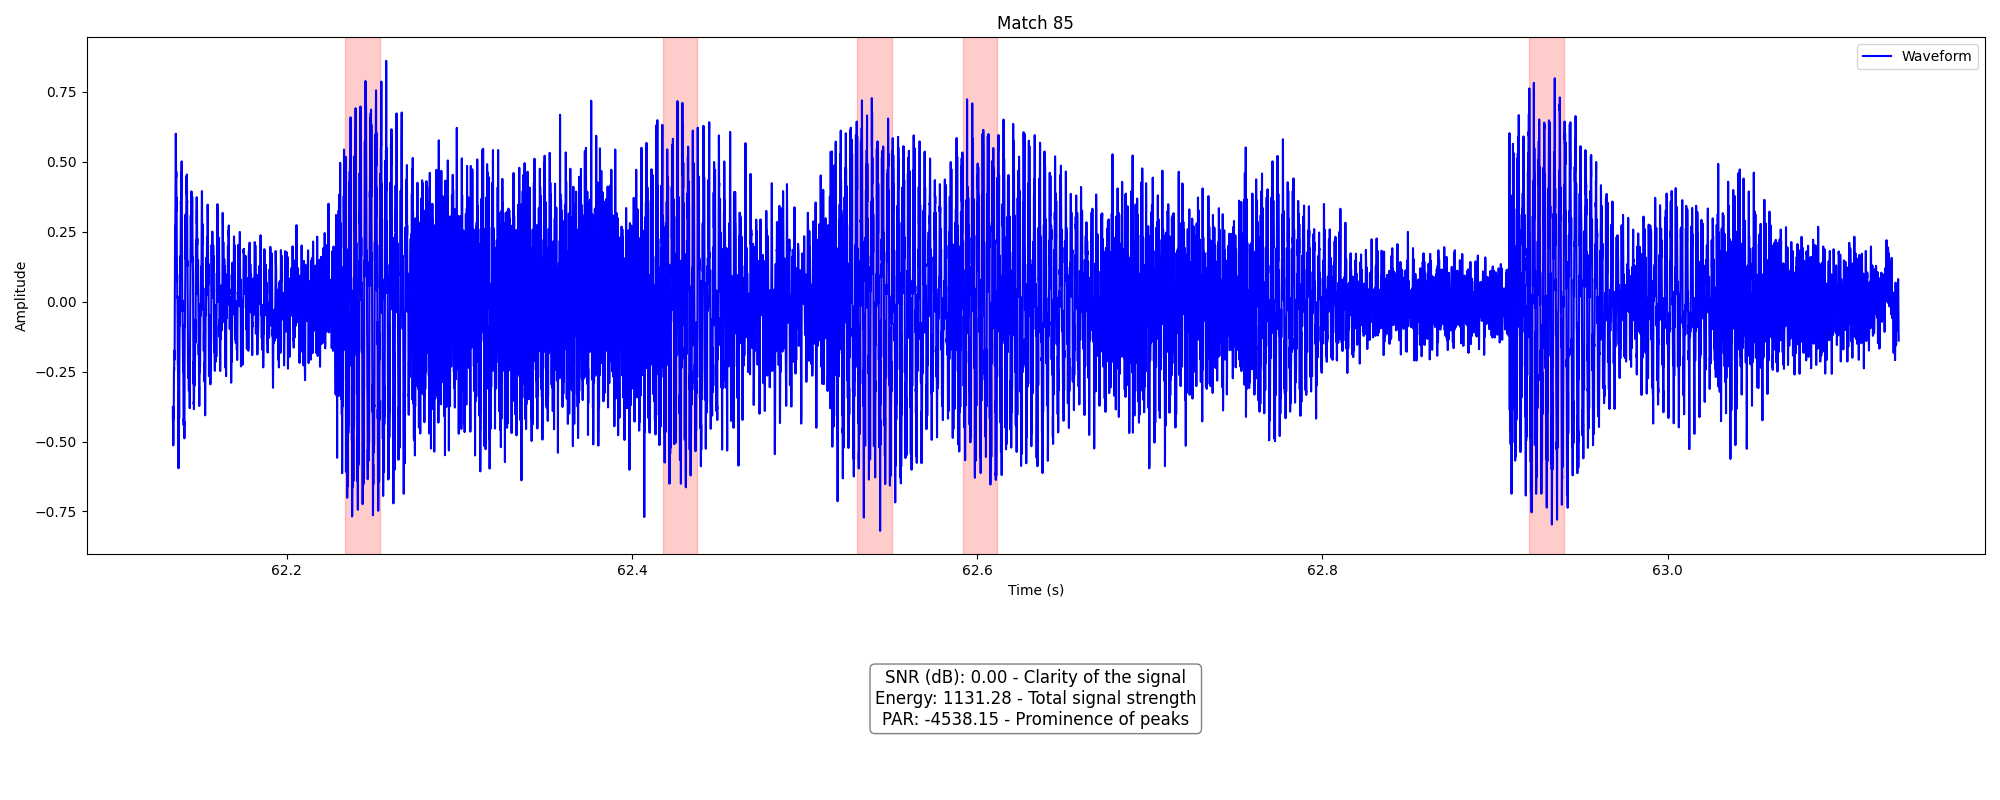 Match 85
Waveform
0.75
0.50
0.25
0.00
−0.25
−0.50
−0.75
Amplitude
62.2
62.4
62.6
62.8
63.0
Time (s)
SNR (dB): 0.00 - Clarity of the signal
Energy: 1131.28 - Total signal strength
PAR: -4538.15 - Prominence of peaks